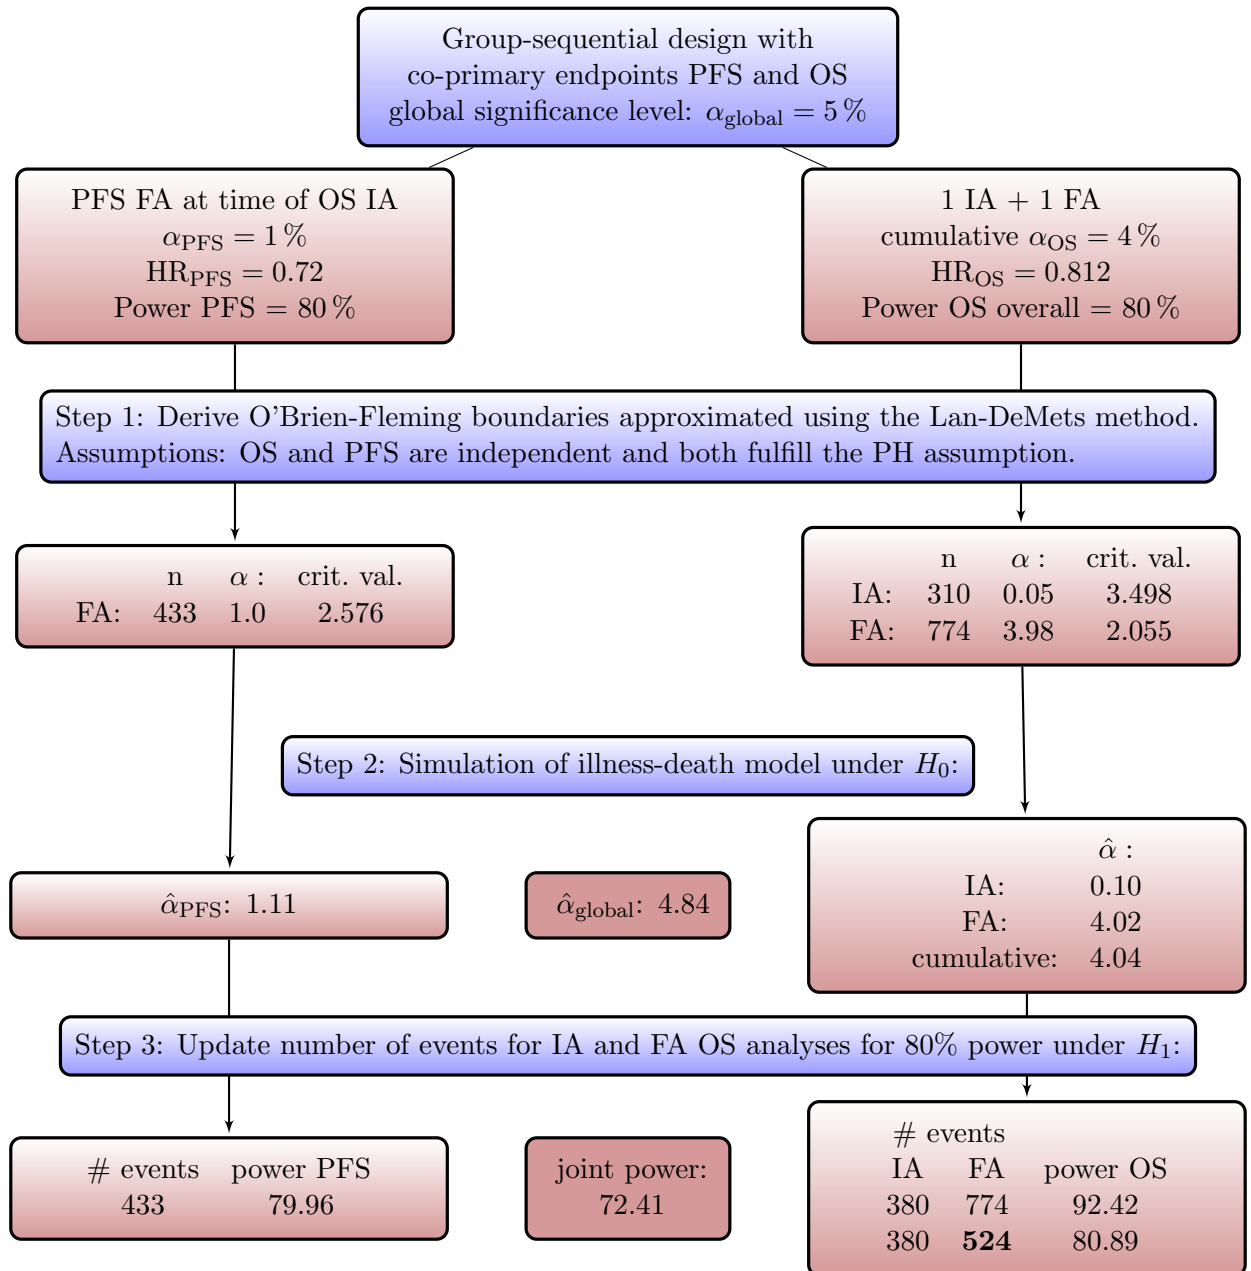 Group-sequential design with
co-primary endpoints PFS and OS
global significance level: α_global = 5 %
PFS FA at time of OS IA
α_PFS = 1 %
HR_PFS = 0.72
Power PFS = 80 %
1 IA + 1 FA
cumulative α_OS = 4 %
HR_OS = 0.812
Power OS overall = 80 %
Step 1: Derive O'Brien-Fleming boundaries approximated using the Lan-DeMets method.
Assumptions: OS and PFS are independent and both fulfill the PH assumption.
n α : crit. val.
FA: 433 1.0 2.576
n α : crit. val.
IA: 310 0.05 3.498
FA: 774 3.98 2.055
Step 2: Simulation of illness-death model under H_0:
α̂_PFS: 1.11
α̂_global: 4.84
α̂ :
IA: 0.10
FA: 4.02
cumulative: 4.04
Step 3: Update number of events for IA and FA OS analyses for 80% power under H_1:
# events power PFS
433 79.96
joint power:
72.41
# events
IA FA power OS
380 774 92.42
380 524 80.89